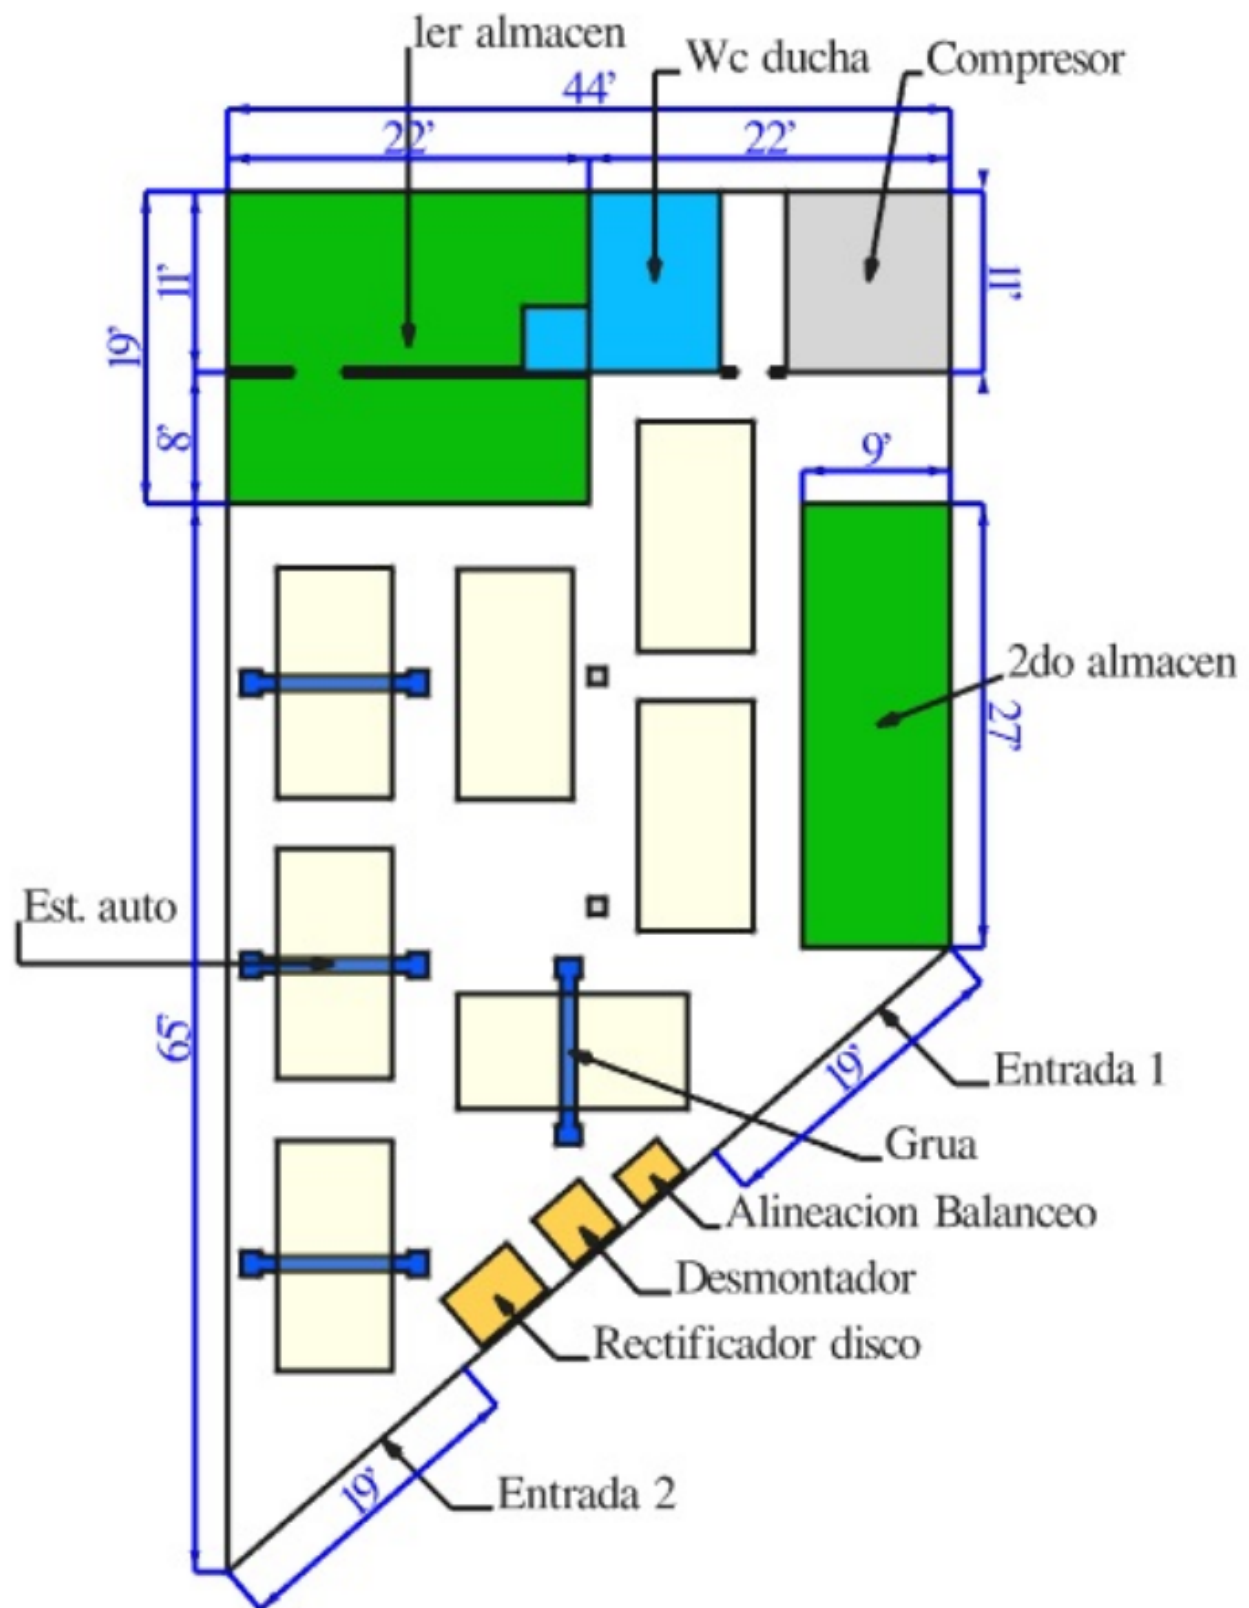 1er almacen
Wc ducha
Compresor
44'
22'
22'
11'
11'
19'
8'
9'
2do almacen
27'
Est. auto
65'
Entrada 1
19'
Grua
Alineacion Balanceo
Desmontador
Rectificador disco
Entrada 2
19'